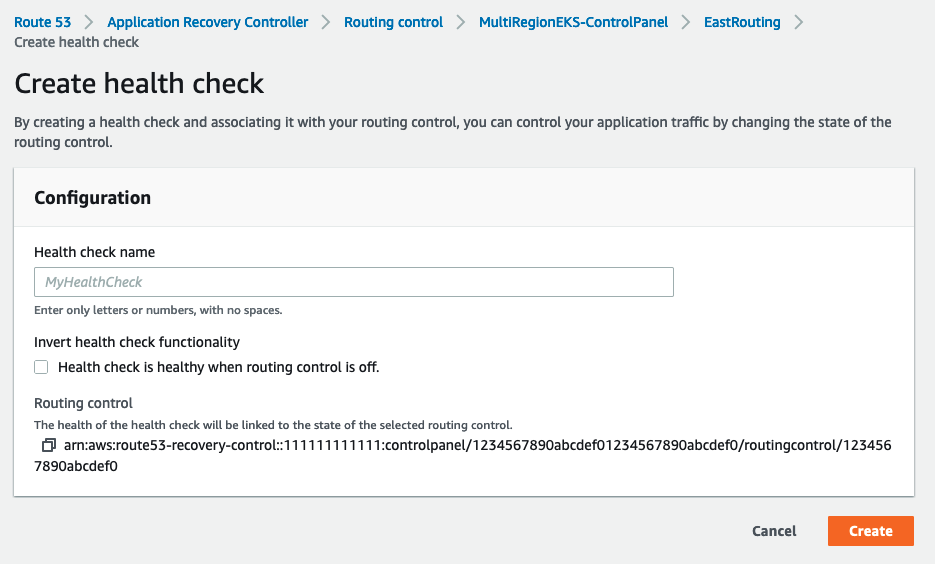 Route 53 > Application Recovery Controller > Routing control > MultiRegionEKS-ControlPanel > EastRouting >
Create health check
Create health check
By creating a health check and associating it with your routing control, you can control your application traffic by changing the state of the
routing control.
Configuration
Health check name
MyHealthCheck
Enter only letters or numbers, with no spaces.
Invert health check functionality
Health check is healthy when routing control is off.
Routing control
The health of the health check will be linked to the state of the selected routing control.
arn:aws:route53-recovery-control::111111111111:controlpanel/1234567890abcdef01234567890abcdef0/routingcontrol/123456
7890abcdef0
Cancel
Create